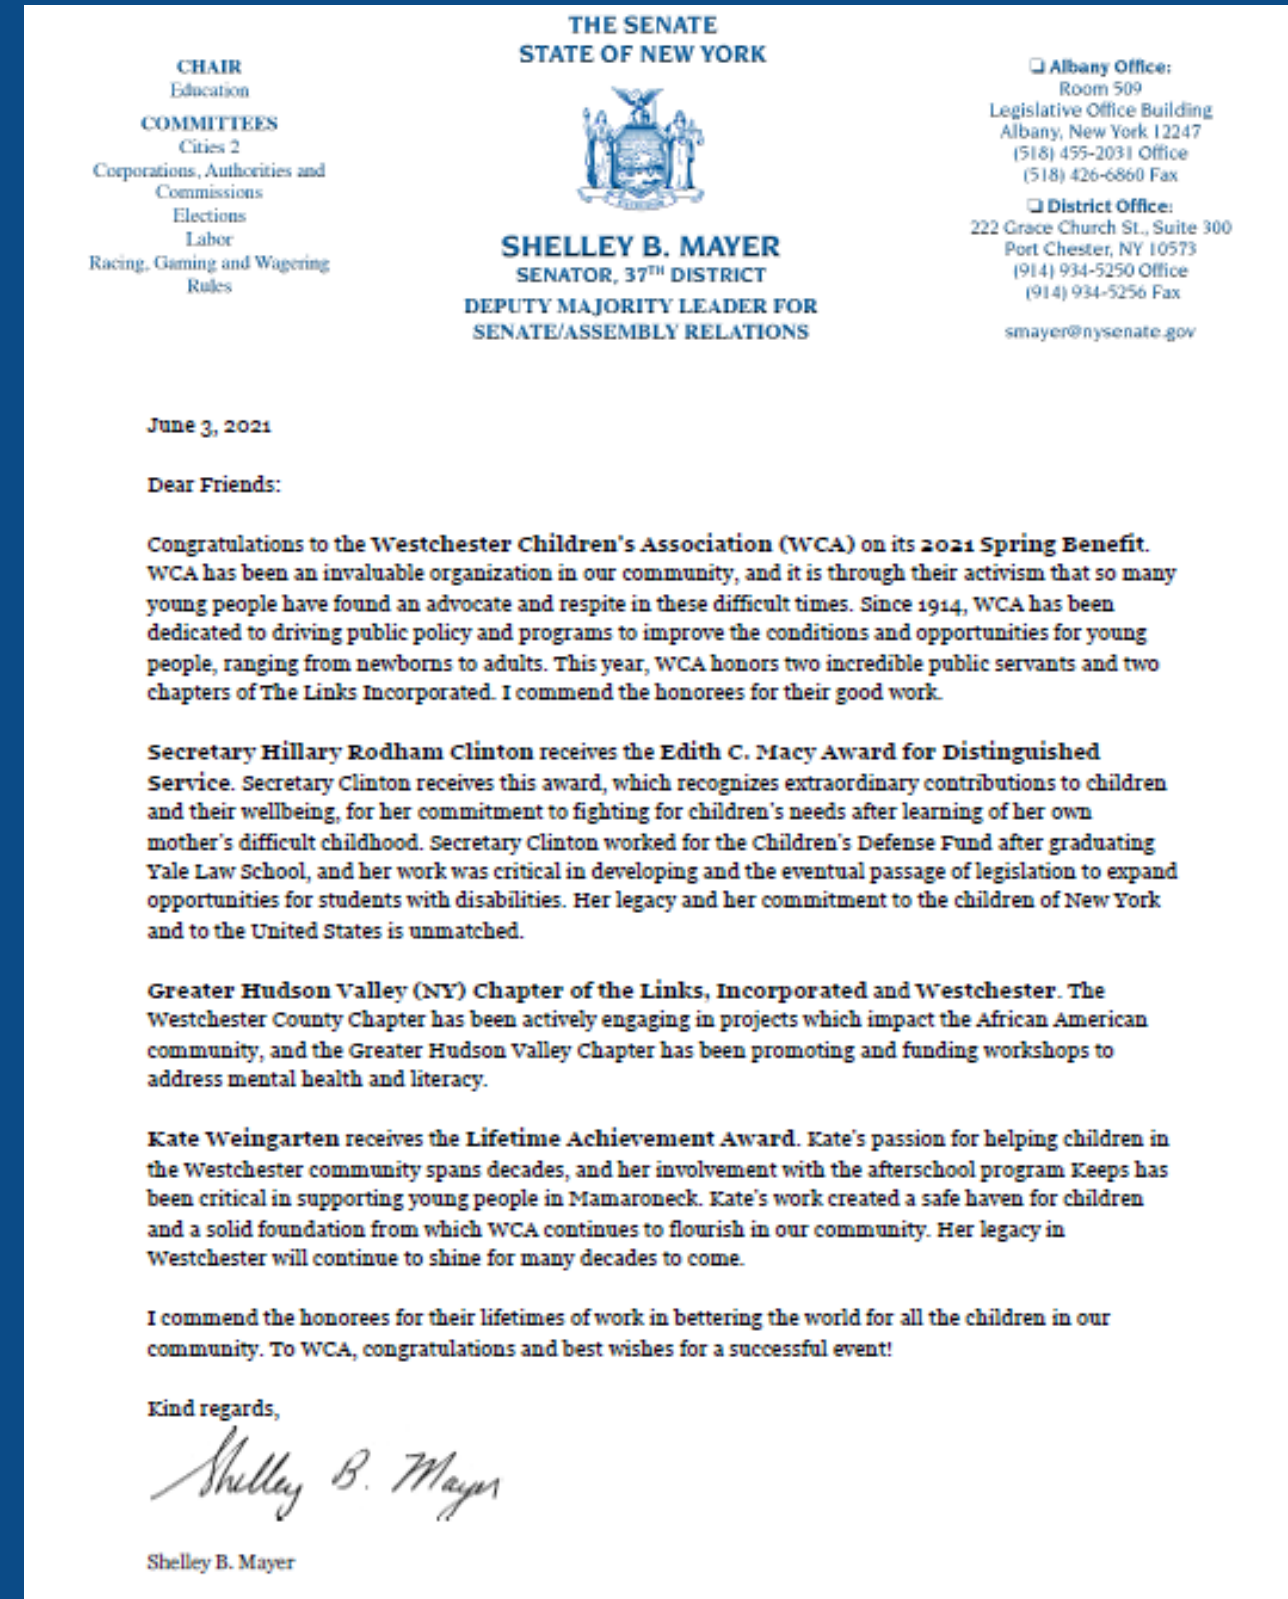 THE SENATE
STATE OF NEW YORK
CHAIR
Education
COMMITTEES
Cities 2
Corporations, Authorities and
Commissions
Elections
Labor
Racing, Gaming and Wagering
Rules
SHELLEY B. MAYER
SENATOR, 37TH DISTRICT
DEPUTY MAJORITY LEADER FOR
SENATE/ASSEMBLY RELATIONS
❑ Albany Office:
Room 509
Legislative Office Building
Albany, New York 12247
(518) 455-2031 Office
(518) 426-6860 Fax
❑ District Office:
222 Grace Church St., Suite 300
Port Chester, NY 10573
(914) 934-5250 Office
(914) 934-5256 Fax
smayer@nysenate.gov
June 3, 2021
Dear Friends:
Congratulations to the Westchester Children's Association (WCA) on its 2021 Spring Benefit.
WCA has been an invaluable organization in our community, and it is through their activism that so many
young people have found an advocate and respite in these difficult times. Since 1914, WCA has been
dedicated to driving public policy and programs to improve the conditions and opportunities for young
people, ranging from newborns to adults. This year, WCA honors two incredible public servants and two
chapters of The Links Incorporated. I commend the honorees for their good work.
Secretary Hillary Rodham Clinton receives the Edith C. Macy Award for Distinguished
Service. Secretary Clinton receives this award, which recognizes extraordinary contributions to children
and their wellbeing, for her commitment to fighting for children's needs after learning of her own
mother's difficult childhood. Secretary Clinton worked for the Children's Defense Fund after graduating
Yale Law School, and her work was critical in developing and the eventual passage of legislation to expand
opportunities for students with disabilities. Her legacy and her commitment to the children of New York
and to the United States is unmatched.
Greater Hudson Valley (NY) Chapter of the Links, Incorporated and Westchester. The
Westchester County Chapter has been actively engaging in projects which impact the African American
community, and the Greater Hudson Valley Chapter has been promoting and funding workshops to
address mental health and literacy.
Kate Weingarten receives the Lifetime Achievement Award. Kate's passion for helping children in
the Westchester community spans decades, and her involvement with the afterschool program Keeps has
been critical in supporting young people in Mamaroneck. Kate's work created a safe haven for children
and a solid foundation from which WCA continues to flourish in our community. Her legacy in
Westchester will continue to shine for many decades to come.
I commend the honorees for their lifetimes of work in bettering the world for all the children in our
community. To WCA, congratulations and best wishes for a successful event!
Kind regards,
Shelley B. Mayer
Shelley B. Mayer